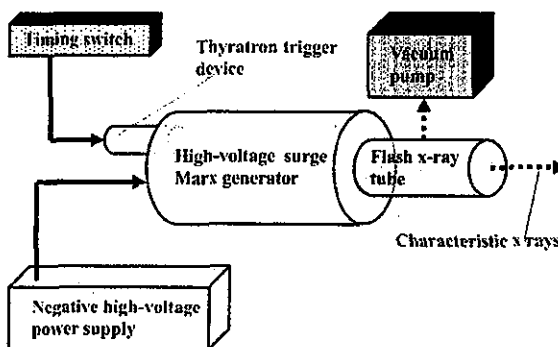 Timing switch
Thyratron trigger
device
Vacuum
pump
High-voltage surge
Marx generator
Flash x-ray
tube
Characteristic x rays
Negative high-voltage
power supply